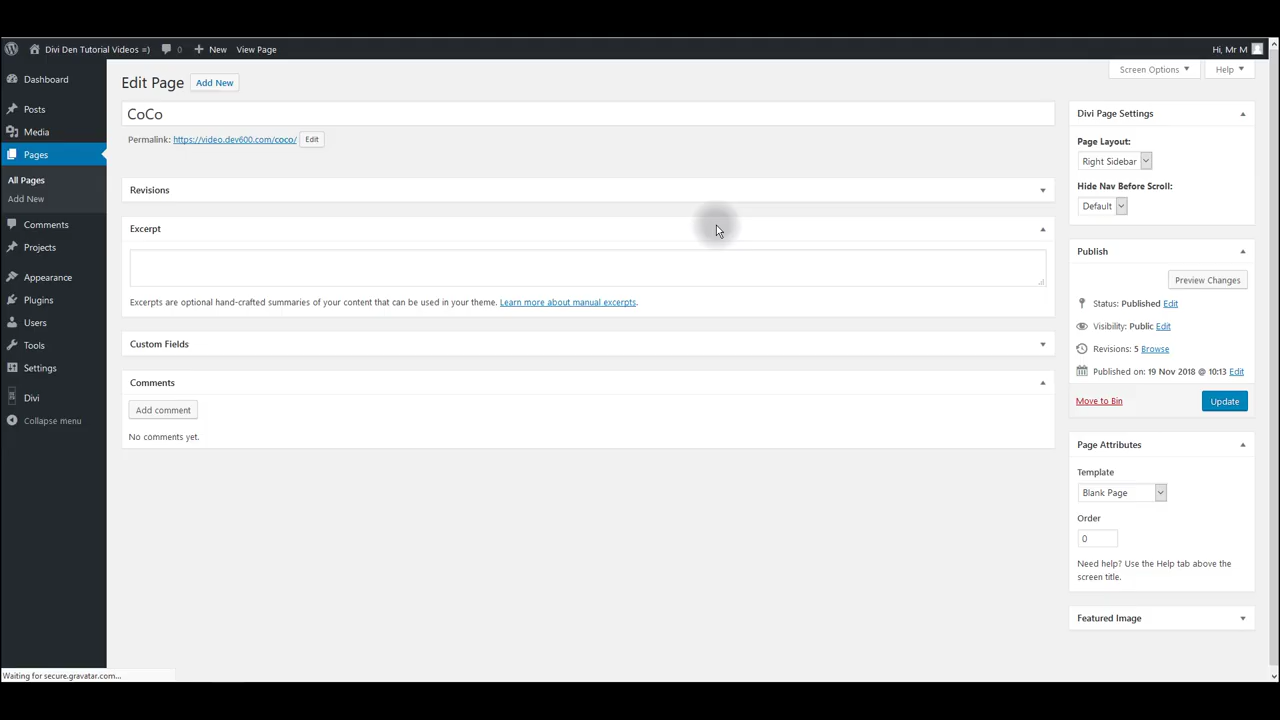 Divi Den Tutorial Videos =) 0 New View Page Hi, Mr M
Dashboard
Posts
Media
Pages
All Pages
Add New
Comments
Projects
Appearance
Plugins
Users
Tools
Settings
Divi
Collapse menu
Screen Options Help
Edit Page Add New
CoCo
Permalink: https://video.dev600.com/coco/ Edit
Revisions
Excerpt
Excerpts are optional hand-crafted summaries of your content that can be used in your theme. Learn more about manual excerpts.
Custom Fields
Comments
Add comment
No comments yet.
Divi Page Settings
Page Layout:
Right Sidebar
Hide Nav Before Scroll:
Default
Publish
Preview Changes
Status: Published Edit
Visibility: Public Edit
Revisions: 5 Browse
Published on: 19 Nov 2018 @ 10:13 Edit
Move to Bin Update
Page Attributes
Template
Blank Page
Order
0
Need help? Use the Help tab above the
screen title.
Featured Image
Waiting for secure.gravatar.com...